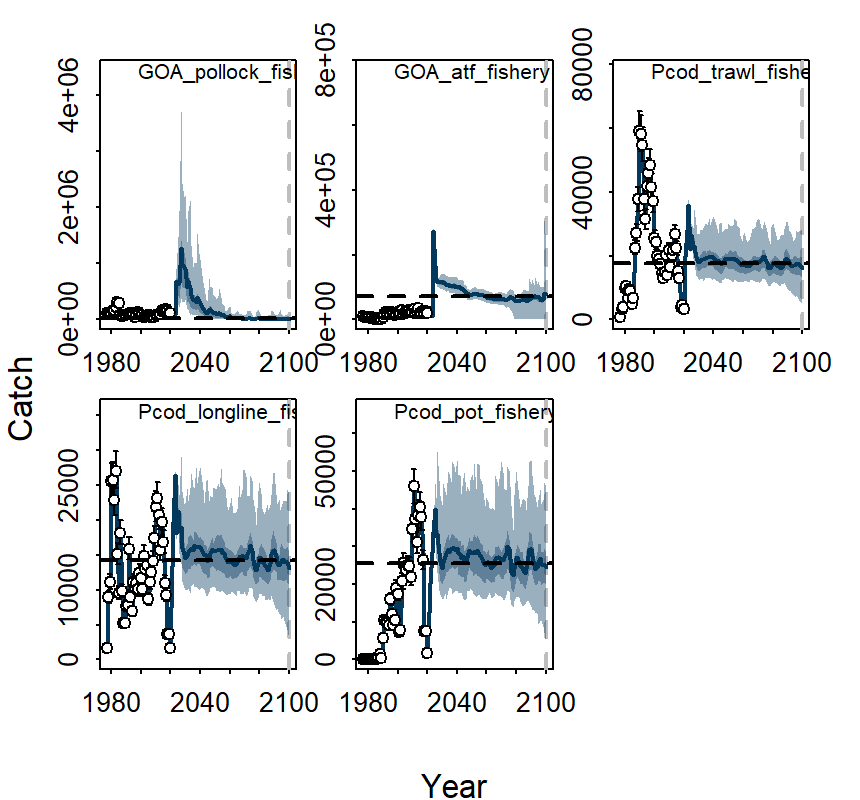 GOA_pollock_fis
GOA_atf_fishery
Pcod_trawl_fishe
0e+00 2e+06 4e+06
0e+00 4e+05 8e+05
0 40000 80000
1980 2040 2100
1980 2040 2100
1980 2040 2100
Catch
Pcod_longline_fis
Pcod_pot_fishery
0 10000 25000
0 20000 50000
1980 2040 2100
1980 2040 2100
Year